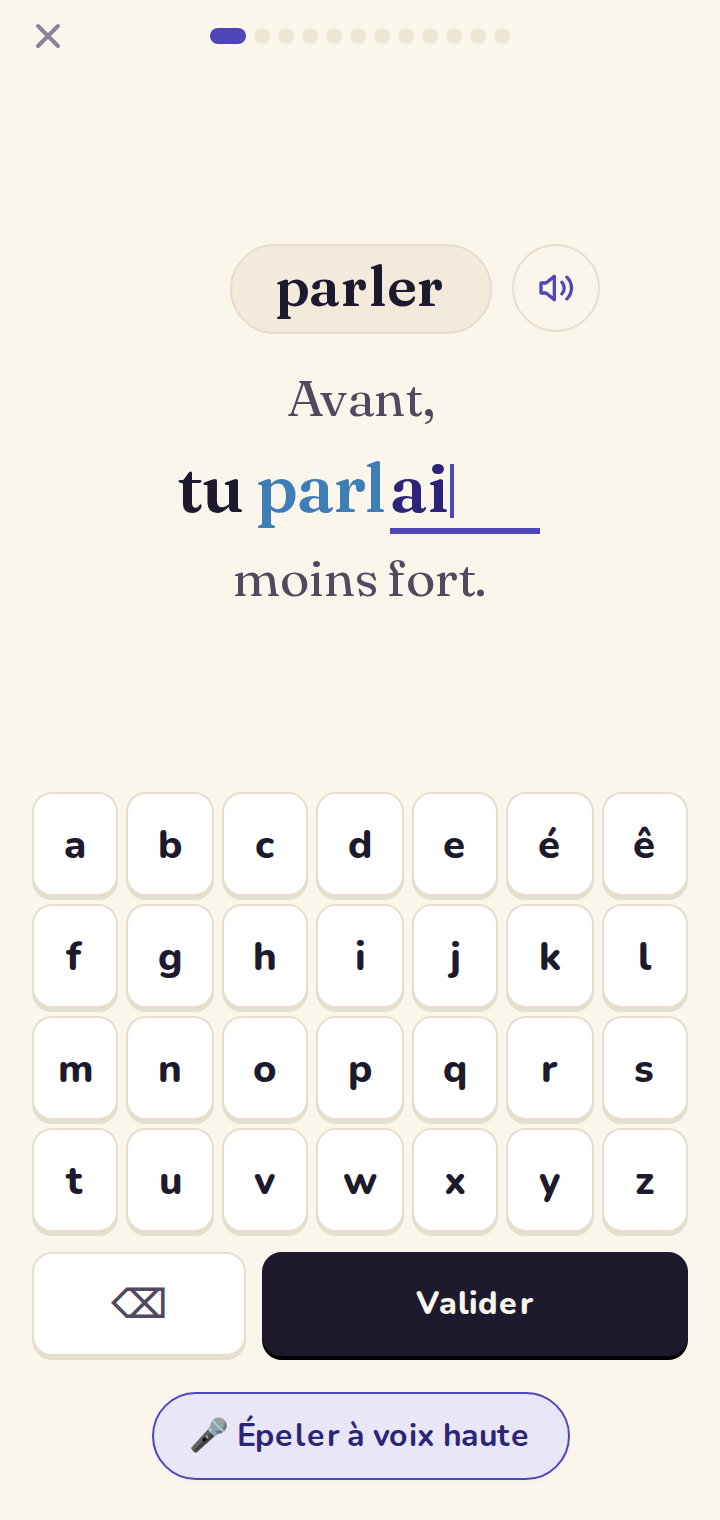 parler
Avant,
tu parlai
moins fort.
a b c d e é ê
f g h i j k l
m n o p q r s
t u v w x y z
⌫ Valider
🎤 Épeler à voix haute